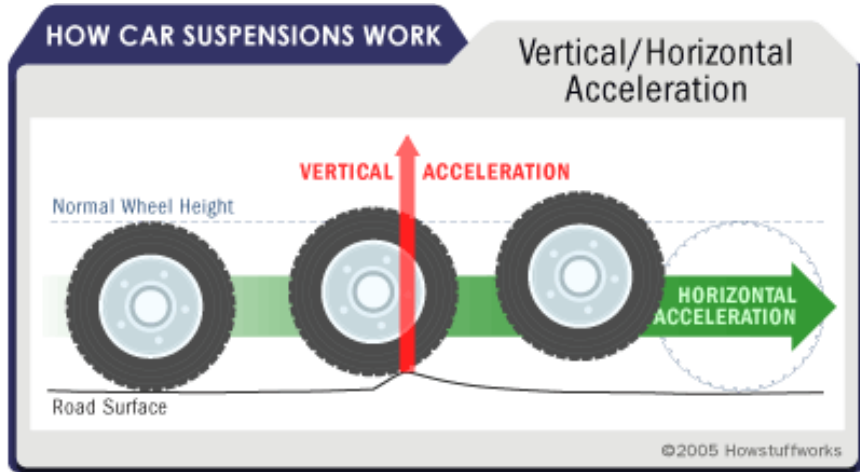 HOW CAR SUSPENSIONS WORK
Vertical/Horizontal
Acceleration
VERTICAL ACCELERATION
Normal Wheel Height
HORIZONTAL
ACCELERATION
Road Surface
©2005 Howstuffworks